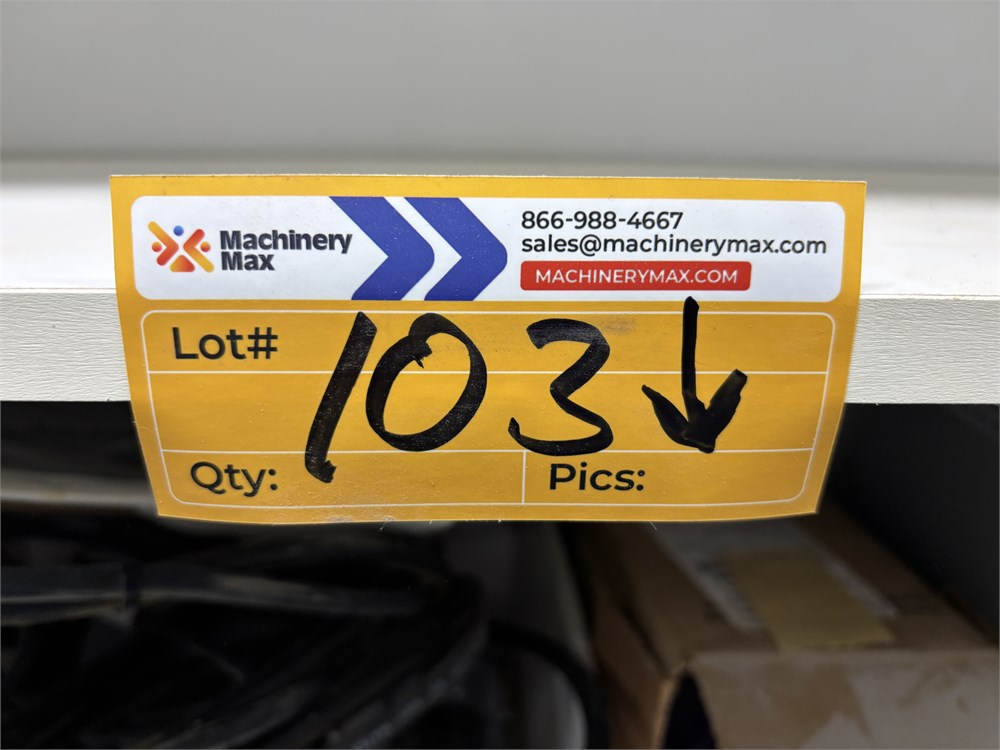 Machinery
Max
866-988-4667
sales@machinerymax.com
MACHINERYMAX.COM
Lot# 103 ↓
Qty:
Pics: